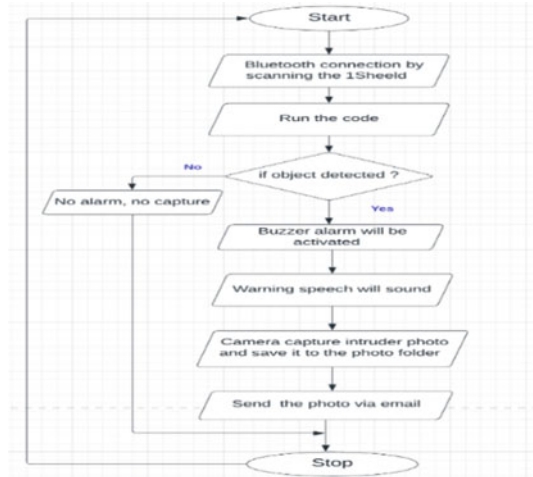 Start
Bluetooth connection by
scanning the 1Sheeld
Run the code
if object detected ?
No
Yes
No alarm, no capture
Buzzer alarm will be
activated
Warning speech will sound
Camera capture intruder photo
and save it to the photo folder
Send the photo via email
Stop